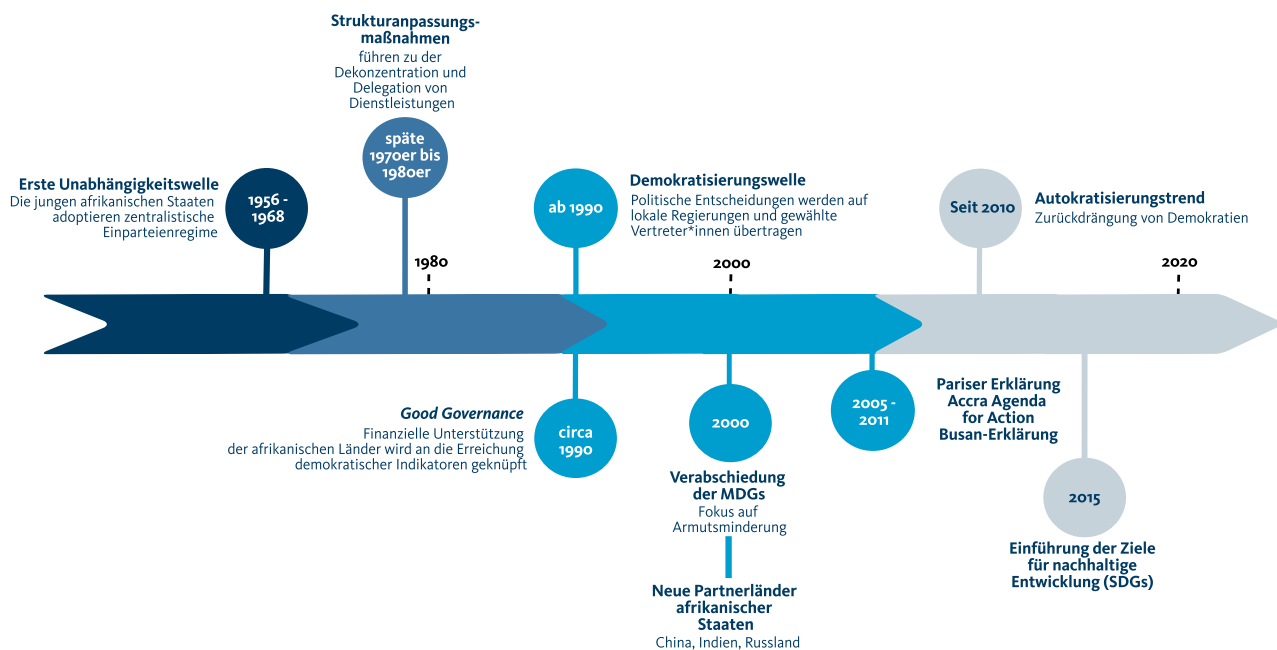 Strukturanpassungs-
maßnahmen
führen zu der
Dekonzentration und
Delegation von
Dienstleistungen
späte
1970er bis
1980er
Erste Unabhängigkeitswelle
Die jungen afrikanischen Staaten
adoptieren zentralistische
Einparteienregime
1956 -
1968
ab 1990
Demokratisierungswelle
Politische Entscheidungen werden auf
lokale Regierungen und gewählte
Vertreter*innen übertragen
Seit 2010
Autokratisierungstrend
Zurückdrängung von Demokratien
1980
2000
2020
Good Governance
Finanzielle Unterstützung
der afrikanischen Länder wird an die Erreichung
demokratischer Indikatoren geknüpft
circa
1990
2000
Verabschiedung
der MDGs
Fokus auf
Armutsminderung
Neue Partnerländer
afrikanischer
Staaten
China, Indien, Russland
2005 -
2011
Pariser Erklärung
Accra Agenda
for Action
Busan-Erklärung
2015
Einführung der Ziele
für nachhaltige
Entwicklung (SDGs)